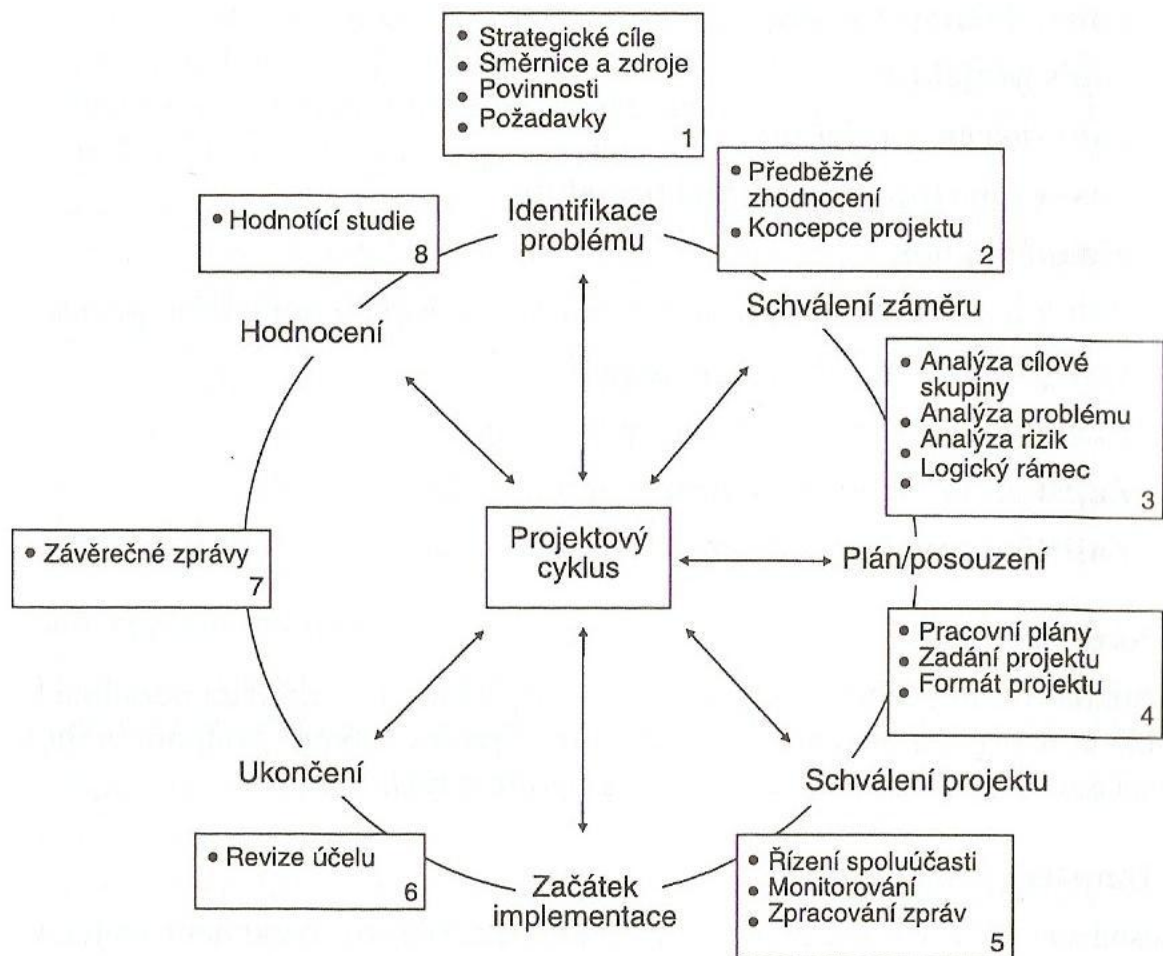 • Strategické cíle
• Směrnice a zdroje
• Povinnosti
• Požadavky
1
Identifikace
problému
• Předběžné
zhodnocení
• Koncepce projektu
2
Schválení záměru
• Analýza cílové
skupiny
• Analýza problému
• Analýza rizik
• Logický rámec
3
Plán/posouzení
• Pracovní plány
• Zadání projektu
• Formát projektu
4
Schválení projektu
• Řízení spoluúčasti
• Monitorování
• Zpracování zpráv
5
Začátek
implementace
• Revize účelu
6
Ukončení
• Závěrečné zprávy
7
Hodnocení
• Hodnotící studie
8
Projektový
cyklus